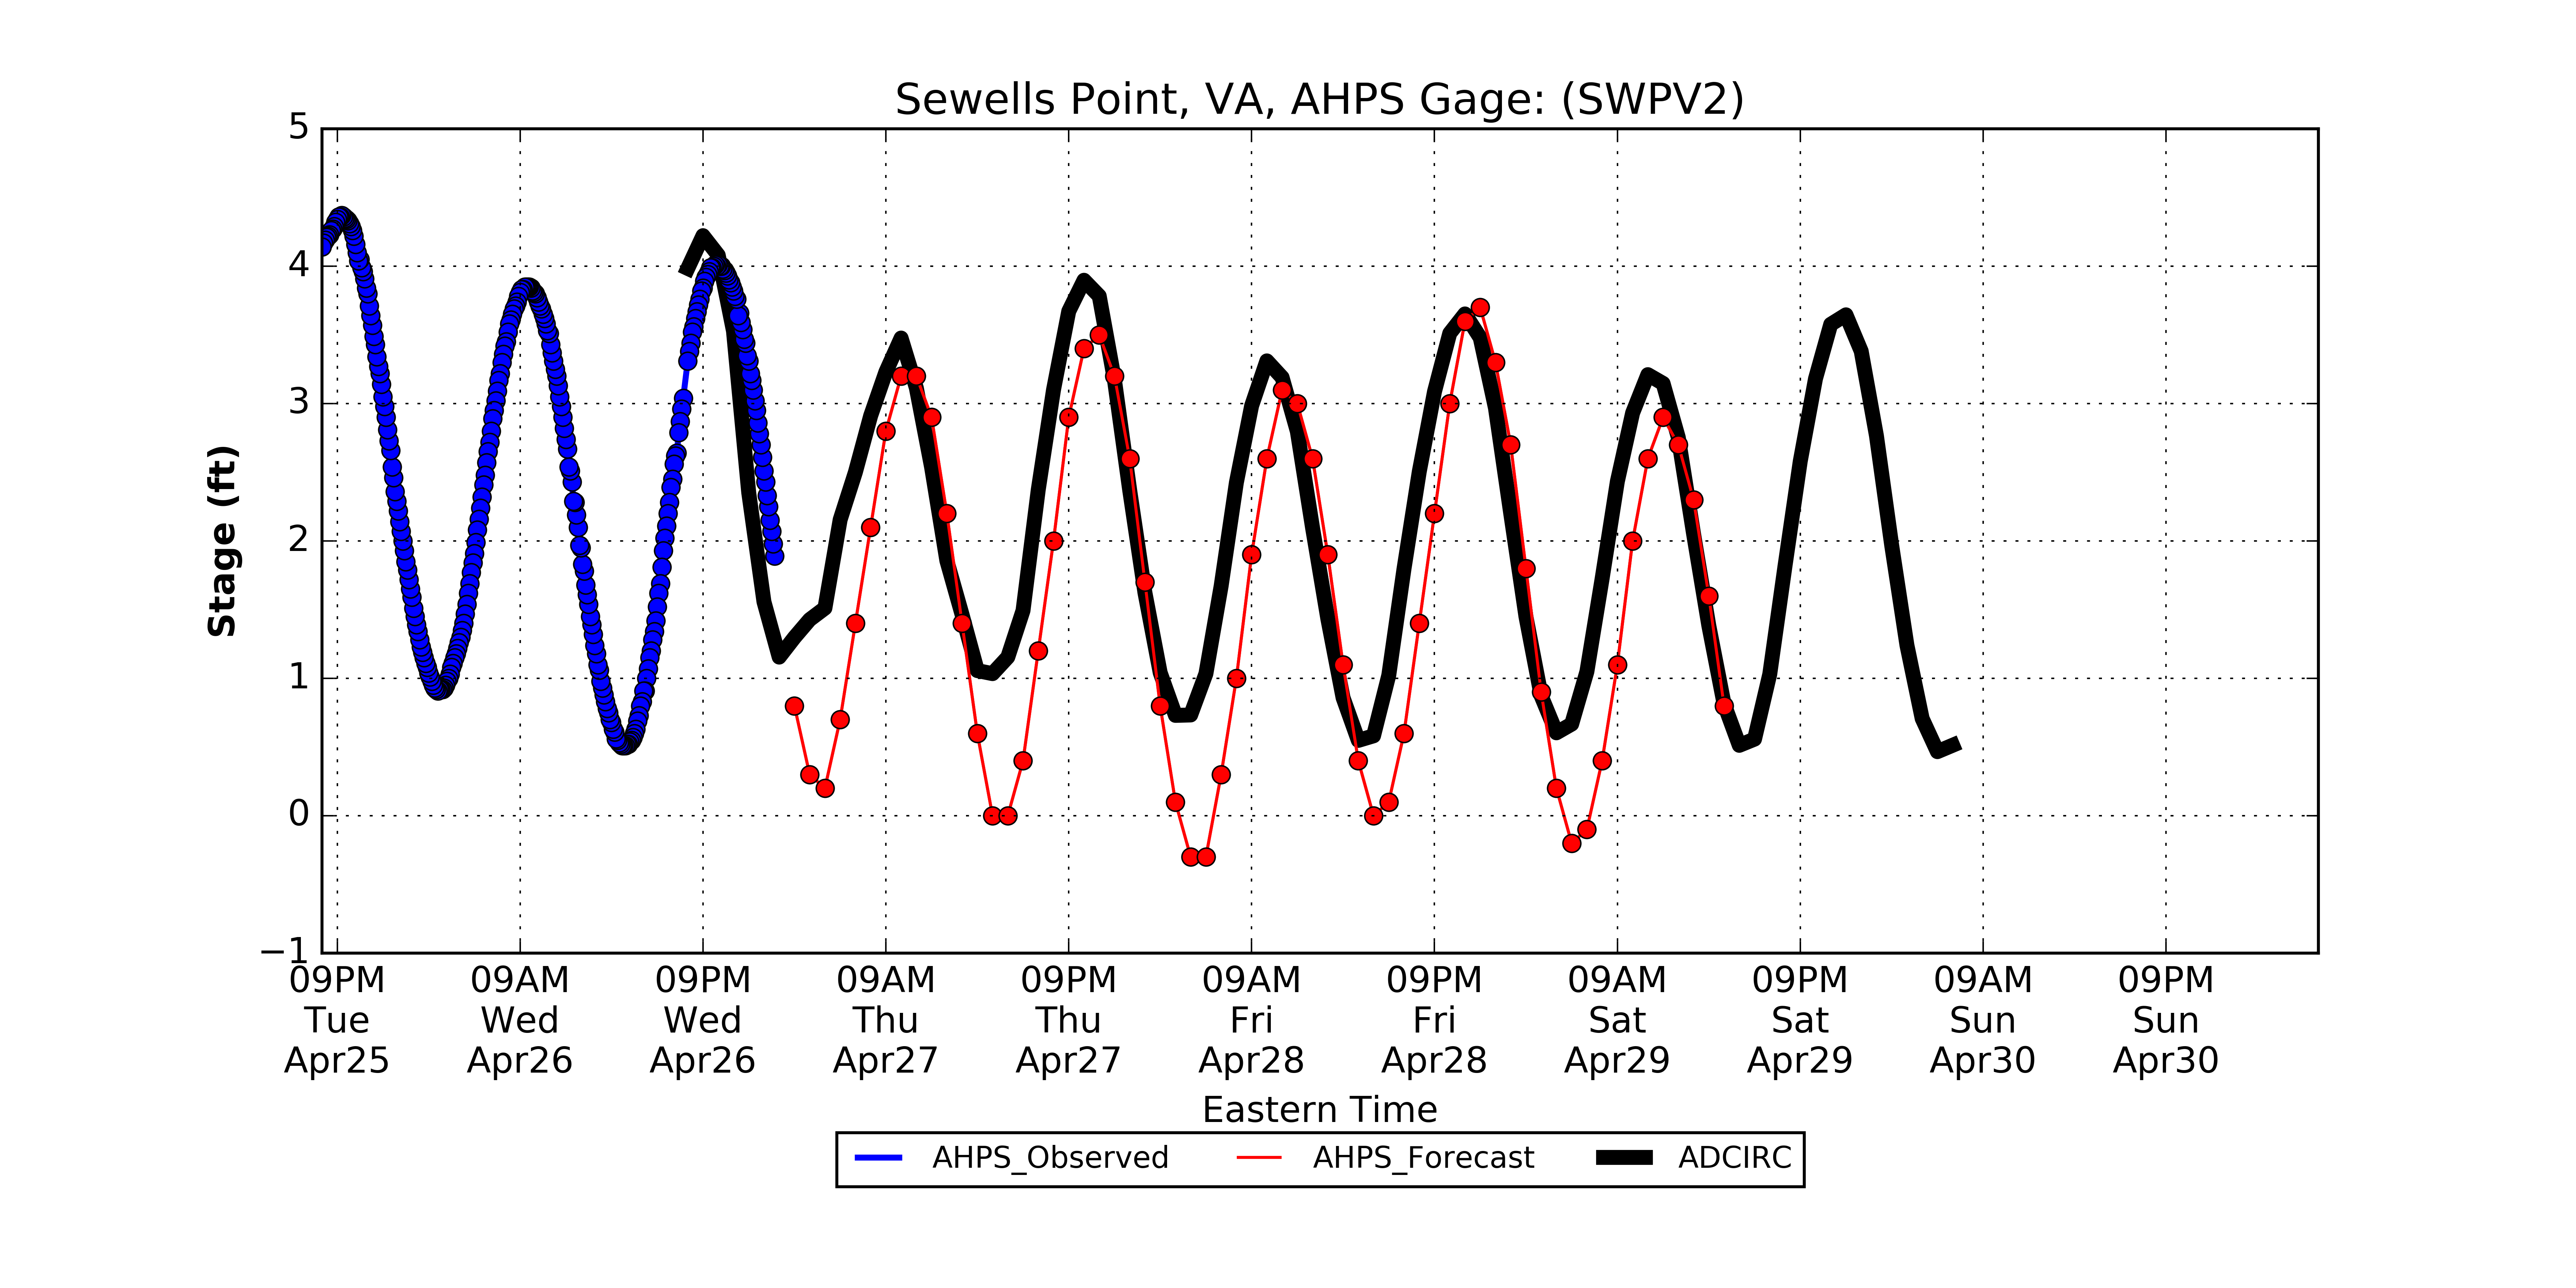 Sewells Point, VA, AHPS Gage: (SWPV2)
5
4
3
2
1
0
−1
Stage (ft)
09PM 09AM 09PM 09AM 09PM 09AM 09PM 09AM 09PM 09AM 09PM
Tue Wed Wed Thu Thu Fri Fri Sat Sat Sun Sun
Apr25 Apr26 Apr26 Apr27 Apr27 Apr28 Apr28 Apr29 Apr29 Apr30 Apr30
Eastern Time
AHPS_Observed AHPS_Forecast ADCIRC